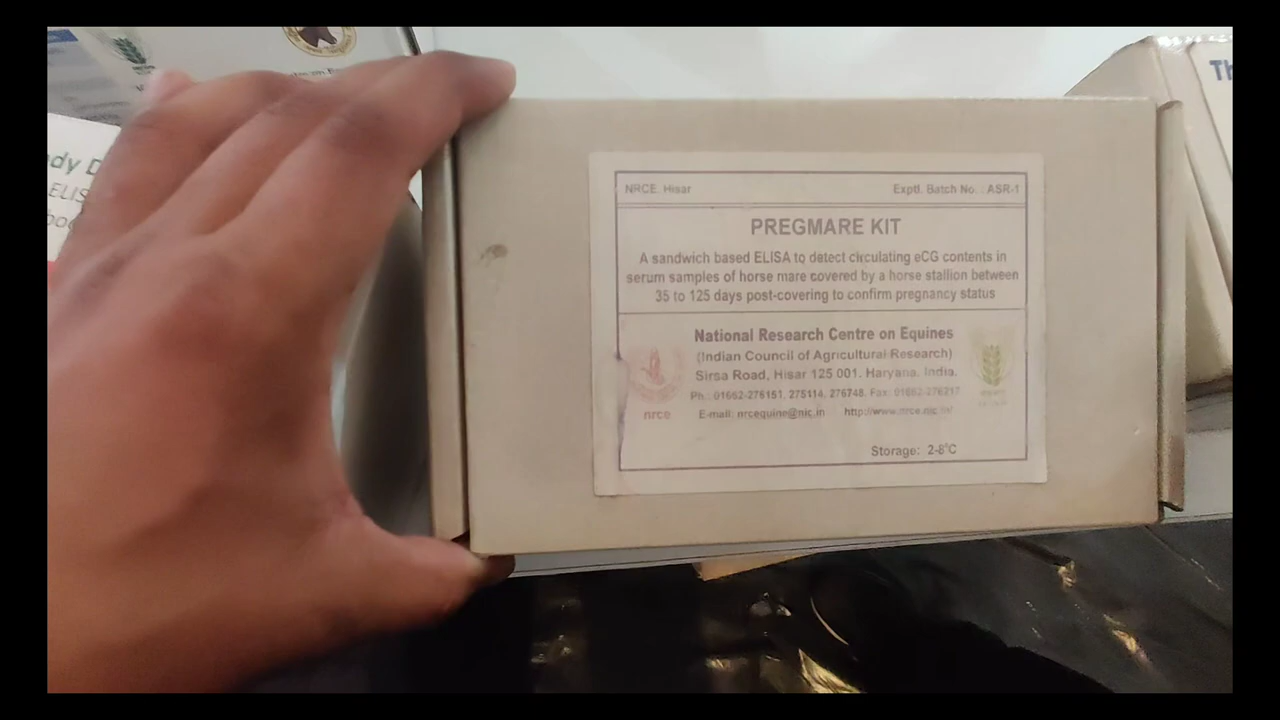 ady D
ELIS
NRCE, Hisar Exptl. Batch No. : ASR-1
PREGMARE KIT
A sandwich based ELISA to detect circulating eCG contents in
serum samples of horse mare covered by a horse stallion between
35 to 125 days post-covering to confirm pregnancy status
National Research Centre on Equines
(Indian Council of Agricultural Research)
Sirsa Road, Hisar 125 001. Haryana. India.
Ph.: 01662-276151, 275114, 276748, Fax: 01662-276217
nrce
E-mail: nrcequine@nic.in http://www.nrce.nic.in/
Storage: 2-8°C
Th